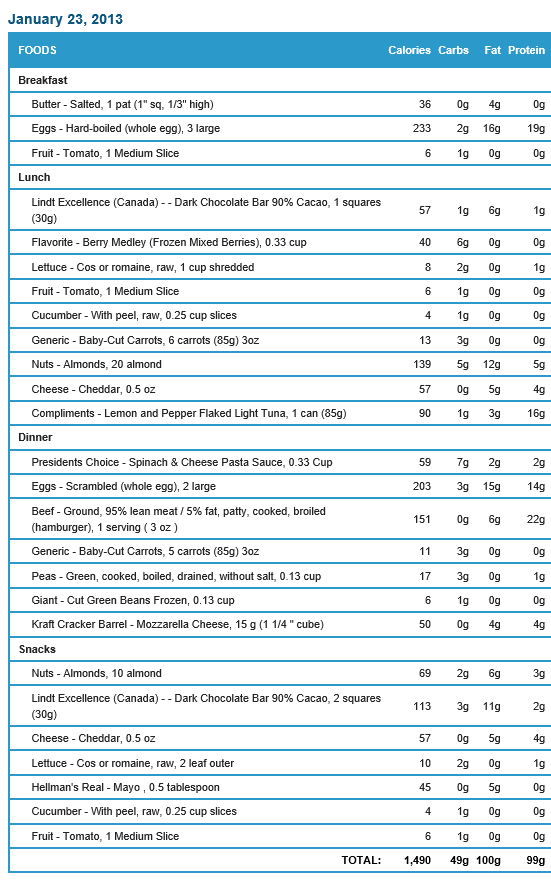 January 23, 2013
FOODS Calories Carbs Fat Protein
Breakfast
Butter - Salted, 1 pat (1" sq, 1/3" high) 36 0g 4g 0g
Eggs - Hard-boiled (whole egg), 3 large 233 2g 16g 19g
Fruit - Tomato, 1 Medium Slice 6 1g 0g 0g
Lunch
Lindt Excellence (Canada) - - Dark Chocolate Bar 90% Cacao, 1 squares
(30g) 57 1g 6g 1g
Flavorite - Berry Medley (Frozen Mixed Berries), 0.33 cup 40 6g 0g 0g
Lettuce - Cos or romaine, raw, 1 cup shredded 8 2g 0g 1g
Fruit - Tomato, 1 Medium Slice 6 1g 0g 0g
Cucumber - With peel, raw, 0.25 cup slices 4 1g 0g 0g
Generic - Baby-Cut Carrots, 6 carrots (85g) 3oz 13 3g 0g 0g
Nuts - Almonds, 20 almond 139 5g 12g 5g
Cheese - Cheddar, 0.5 oz 57 0g 5g 4g
Compliments - Lemon and Pepper Flaked Light Tuna, 1 can (85g) 90 1g 3g 16g
Dinner
Presidents Choice - Spinach & Cheese Pasta Sauce, 0.33 Cup 59 7g 2g 2g
Eggs - Scrambled (whole egg), 2 large 203 3g 15g 14g
Beef - Ground, 95% lean meat / 5% fat, patty, cooked, broiled
(hamburger), 1 serving ( 3 oz ) 151 0g 6g 22g
Generic - Baby-Cut Carrots, 5 carrots (85g) 3oz 11 3g 0g 0g
Peas - Green, cooked, boiled, drained, without salt, 0.13 cup 17 3g 0g 1g
Giant - Cut Green Beans Frozen, 0.13 cup 6 1g 0g 0g
Kraft Cracker Barrel - Mozzarella Cheese, 15 g (1 1/4 " cube) 50 0g 4g 4g
Snacks
Nuts - Almonds, 10 almond 69 2g 6g 3g
Lindt Excellence (Canada) - - Dark Chocolate Bar 90% Cacao, 2 squares
(30g) 113 3g 11g 2g
Cheese - Cheddar, 0.5 oz 57 0g 5g 4g
Lettuce - Cos or romaine, raw, 2 leaf outer 10 2g 0g 1g
Hellman's Real - Mayo , 0.5 tablespoon 45 0g 5g 0g
Cucumber - With peel, raw, 0.25 cup slices 4 1g 0g 0g
Fruit - Tomato, 1 Medium Slice 6 1g 0g 0g
TOTAL: 1,490 49g 100g 99g